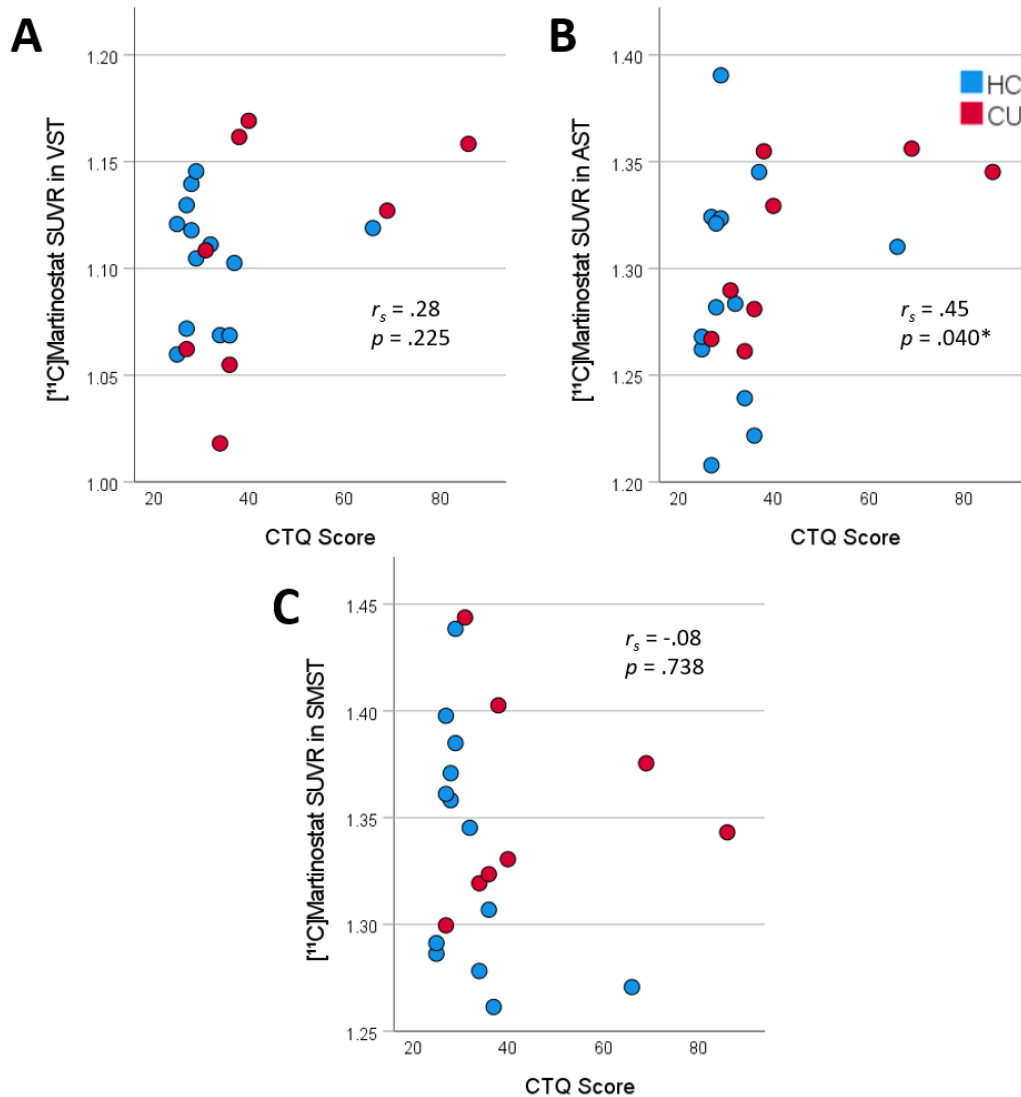 A
[¹¹C]Martinostat SUVR in VST
1.20
1.15
1.10
1.05
1.00
r_s = .28
p = .225
20 40 60 80
CTQ Score
B
HC
CU
[¹¹C]Martinostat SUVR in AST
1.40
1.35
1.30
1.25
1.20
r_s = .45
p = .040*
20 40 60 80
CTQ Score
C
[¹¹C]Martinostat SUVR in SMST
1.45
1.40
1.35
1.30
1.25
r_s = -.08
p = .738
20 40 60 80
CTQ Score